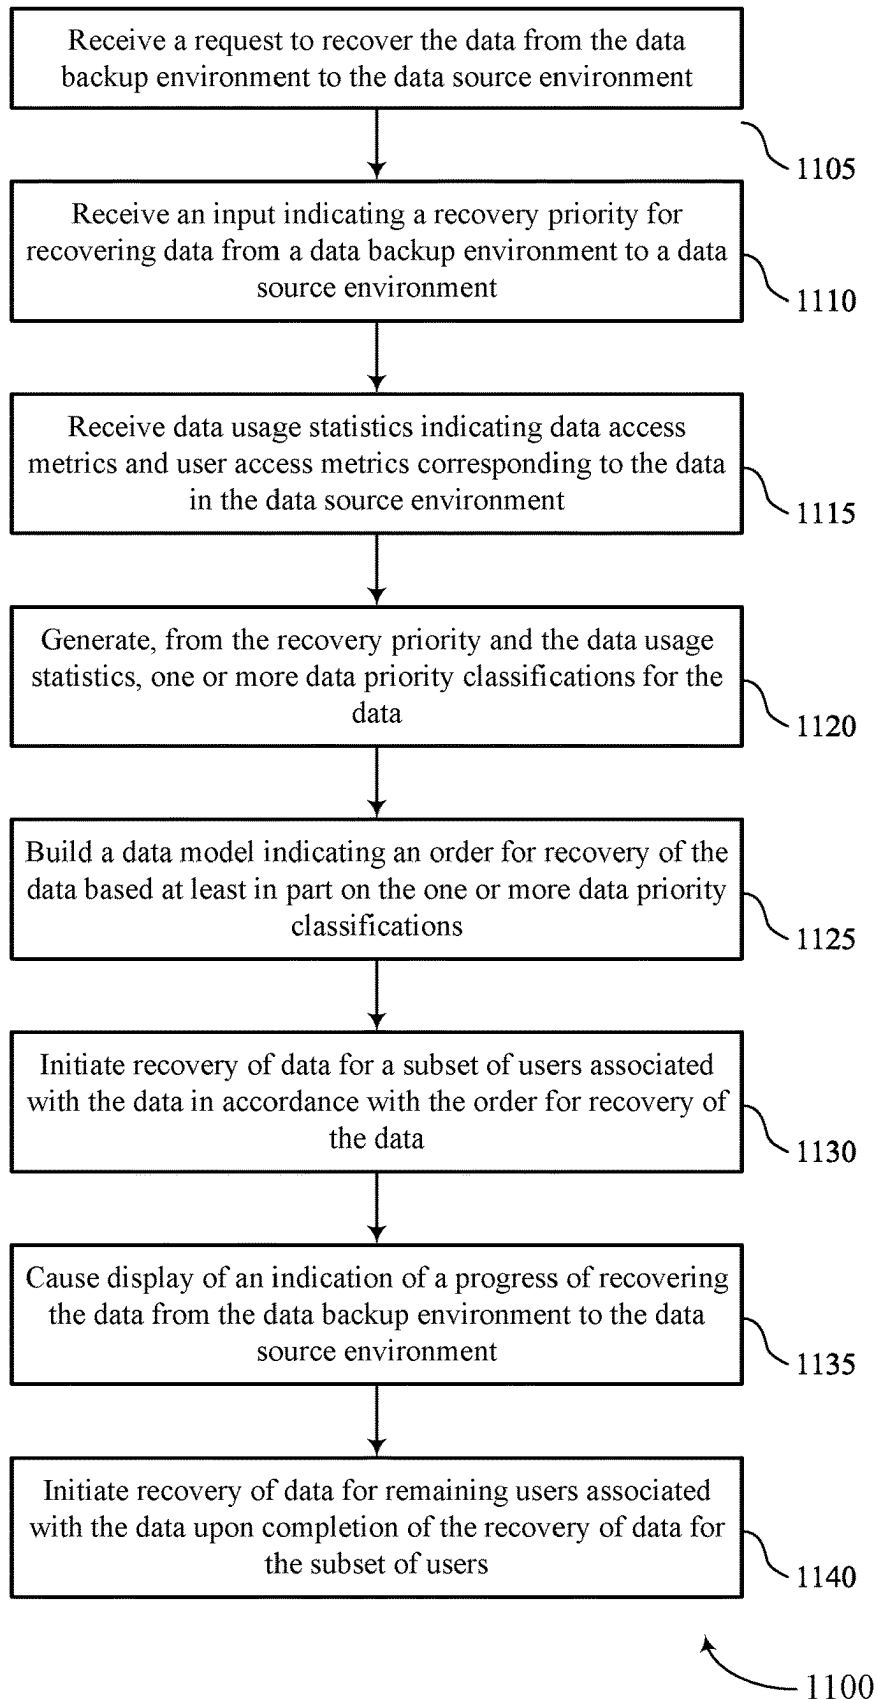 Receive a request to recover the data from the data
backup environment to the data source environment
1105
Receive an input indicating a recovery priority for
recovering data from a data backup environment to a data
source environment
1110
Receive data usage statistics indicating data access
metrics and user access metrics corresponding to the data
in the data source environment
1115
Generate, from the recovery priority and the data usage
statistics, one or more data priority classifications for the
data
1120
Build a data model indicating an order for recovery of the
data based at least in part on the one or more data priority
classifications
1125
Initiate recovery of data for a subset of users associated
with the data in accordance with the order for recovery of
the data
1130
Cause display of an indication of a progress of recovering
the data from the data backup environment to the data
source environment
1135
Initiate recovery of data for remaining users associated
with the data upon completion of the recovery of data for
the subset of users
1140
1100